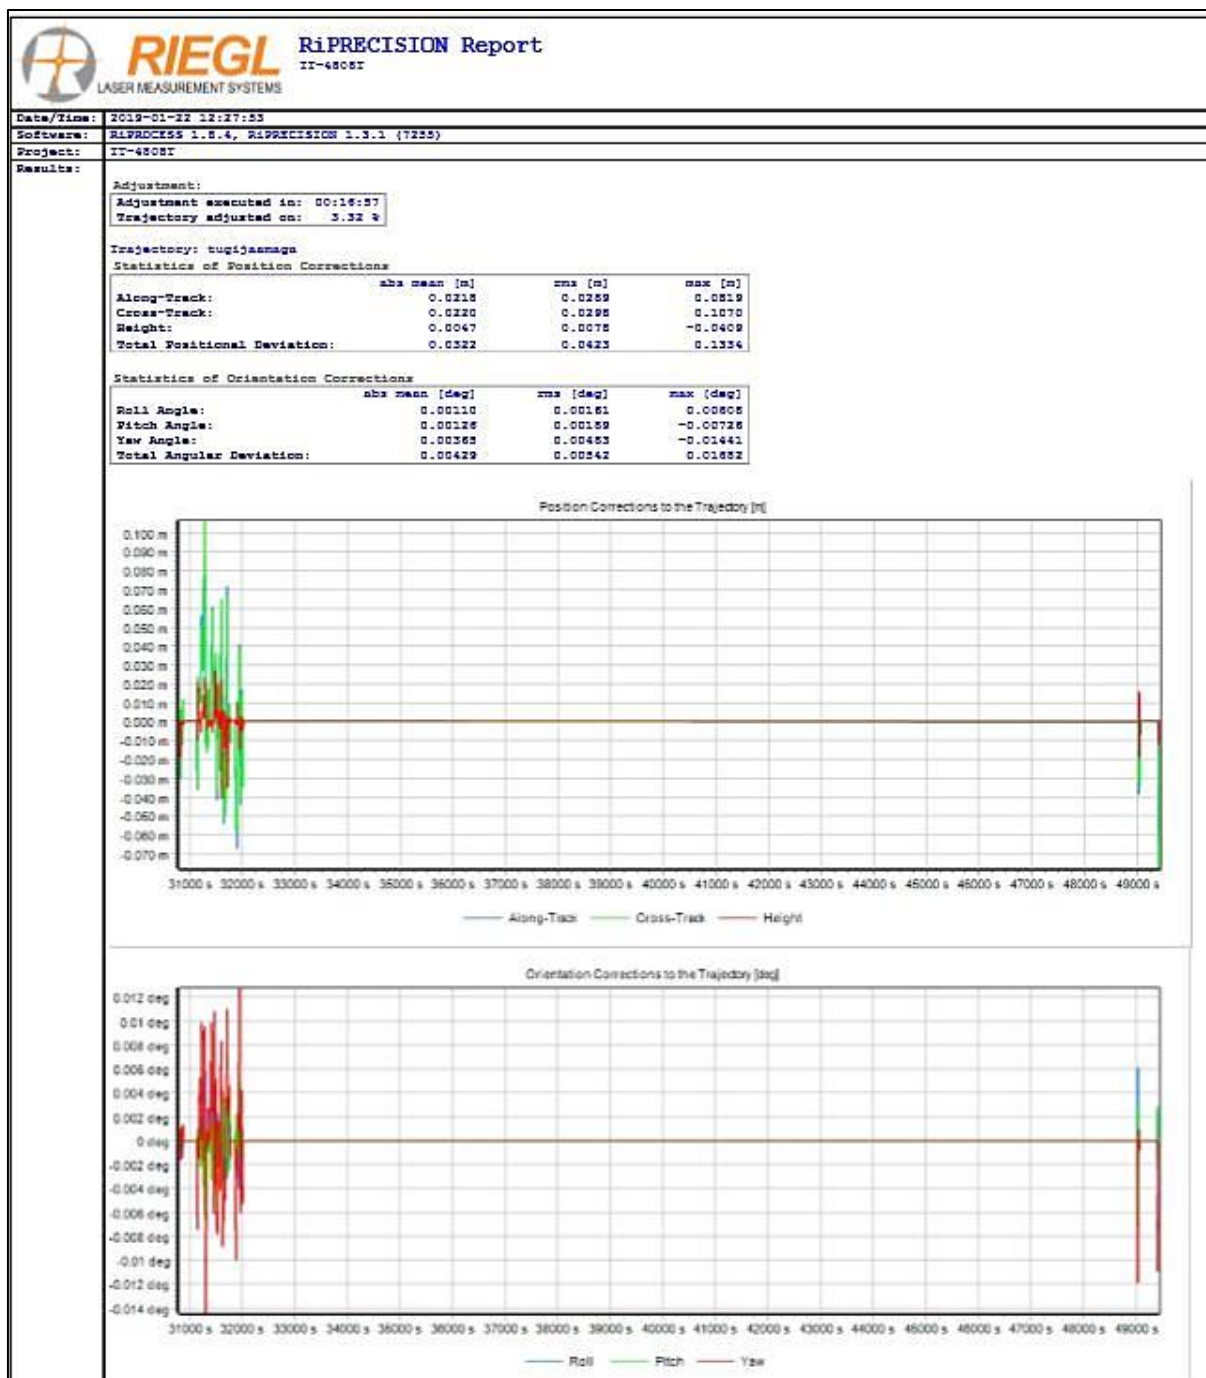 RIEGL
LASER MEASUREMENT SYSTEMS
RiPRECISION Report
IT-4808T
Date/Time: 2019-01-22 12:27:53
Software: RiPROCESS 1.8.4, RiPRECISION 1.3.1 (7255)
Project: IT-4808T
Results:
Adjustment:
Adjustment executed in: 00:16:57
Trajectory adjusted on: 3.32 %
Trajectory: tugijaamaga
Statistics of Position Corrections
abs mean [m] rms [m] max [m]
Along-Track: 0.0218 0.0289 0.0819
Cross-Track: 0.0220 0.0298 0.1070
Height: 0.0047 0.0078 -0.0409
Total Positional Deviation: 0.0322 0.0423 0.1334
Statistics of Orientation Corrections
abs mean [deg] rms [deg] max [deg]
Roll Angle: 0.00110 0.00161 0.00608
Pitch Angle: 0.00126 0.00189 -0.00726
Yaw Angle: 0.00365 0.00483 -0.01441
Total Angular Deviation: 0.00429 0.00542 0.01682
Position Corrections to the Trajectory [m]
0.100 m
0.090 m
0.080 m
0.070 m
0.060 m
0.050 m
0.040 m
0.030 m
0.020 m
0.010 m
0.000 m
-0.010 m
-0.020 m
-0.030 m
-0.040 m
-0.050 m
-0.060 m
-0.070 m
31000 s 32000 s 33000 s 34000 s 35000 s 36000 s 37000 s 38000 s 39000 s 40000 s 41000 s 42000 s 43000 s 44000 s 45000 s 46000 s 47000 s 48000 s 49000 s
Along-Track Cross-Track Height
Orientation Corrections to the Trajectory [deg]
0.012 deg
0.01 deg
0.008 deg
0.006 deg
0.004 deg
0.002 deg
0 deg
-0.002 deg
-0.004 deg
-0.006 deg
-0.008 deg
-0.01 deg
-0.012 deg
-0.014 deg
31000 s 32000 s 33000 s 34000 s 35000 s 36000 s 37000 s 38000 s 39000 s 40000 s 41000 s 42000 s 43000 s 44000 s 45000 s 46000 s 47000 s 48000 s 49000 s
Roll Pitch Yaw